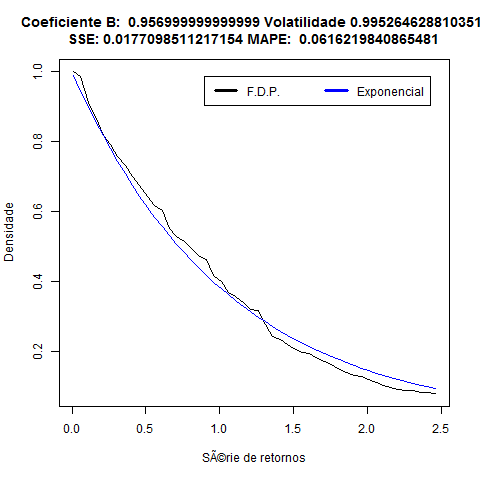 Coeficiente B:  0.956999999999999 Volatilidade 0.995264628810351
SSE: 0.0177098511217154 MAPE:  0.0616219840865481
F.D.P.
Exponencial
Densidade
1.0
0.8
0.6
0.4
0.2
0.0
0.5
1.0
1.5
2.0
2.5
SÃ©rie de retornos